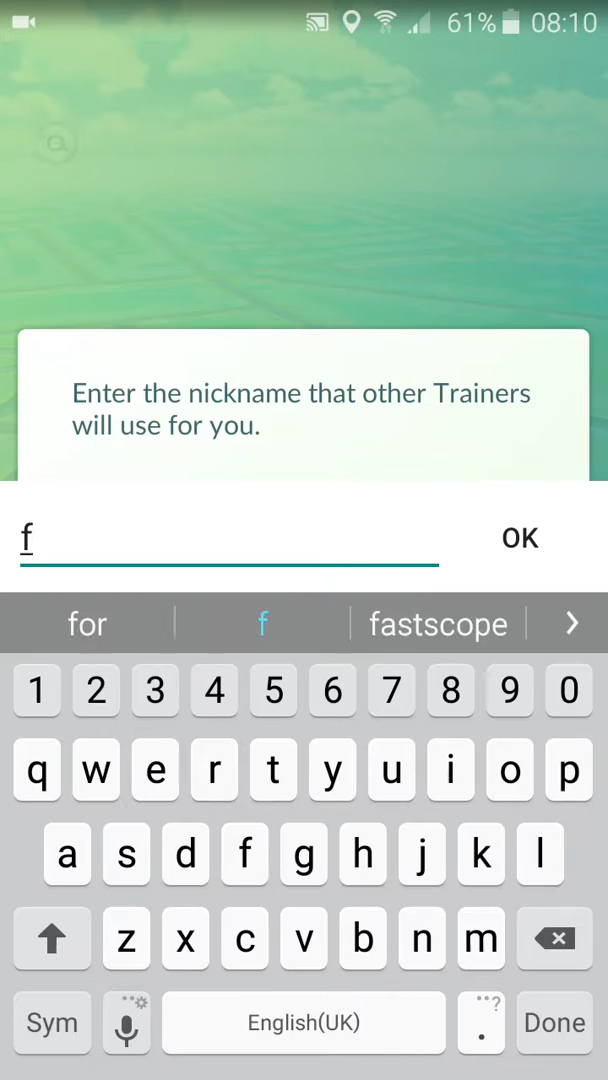 61% 08:10
Enter the nickname that other Trainers
will use for you.
f OK
for f fastscope >
1 2 3 4 5 6 7 8 9 0
q w e r t y u i o p
a s d f g h j k l
z x c v b n m
Sym English(UK) . ? Done